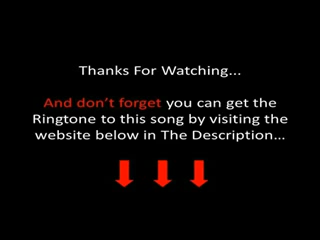 Thanks For Watching...
And don't forget you can get the
Ringtone to this song by visiting the
website below in The Description...